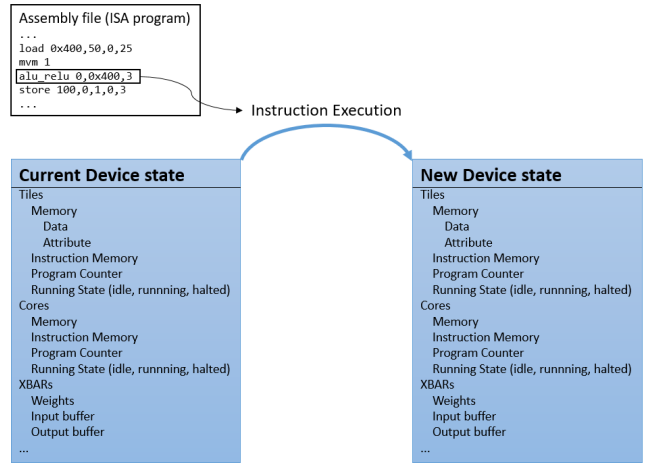 Assembly file (ISA program)
...
load 0x400,50,0,25
mvm 1
alu_relu 0,0x400,3
store 100,0,1,0,3
...
Instruction Execution
Current Device state
Tiles
Memory
Data
Attribute
Instruction Memory
Program Counter
Running State (idle, runnning, halted)
Cores
Memory
Instruction Memory
Program Counter
Running State (idle, runnning, halted)
XBARs
Weights
Input buffer
Output buffer
...
New Device state
Tiles
Memory
Data
Attribute
Instruction Memory
Program Counter
Running State (idle, runnning, halted)
Cores
Memory
Instruction Memory
Program Counter
Running State (idle, runnning, halted)
XBARs
Weights
Input buffer
Output buffer
...